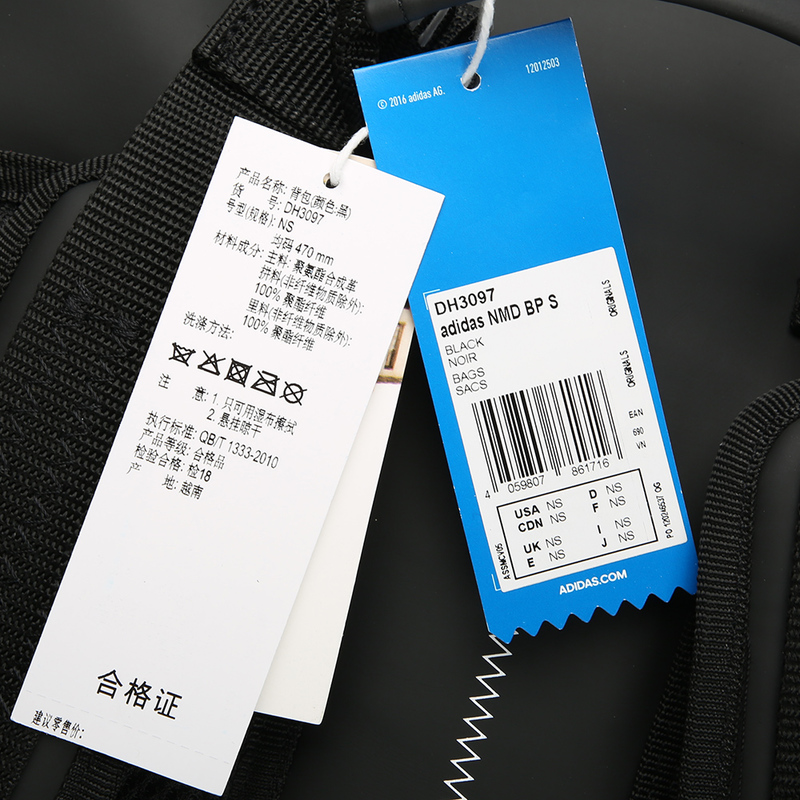 产品名称: 背包(颜色:黑)
货 号: DH3097
号型(规格): NS
均码 470 mm
材料成分: 主料: 聚氨酯合成革
拼料(非纤维物质除外):
100% 聚酯纤维
里料(非纤维物质除外):
100% 聚酯纤维
洗涤方法:
注 意: 1. 只可用湿布擦拭
2. 悬挂晾干
执行标准: QB/T 1333-2010
产品等级: 合格品
检验合格: 检18
产 地: 越南
合格证
建议零售价:
© 2016 adidas AG.
12012503
DH3097
adidas NMD BP S
BLACK
NOIR
BAGS
SACS
ORIGINALS
ORIGINALS
EAN
690
VN
4 059807 861716
USA NS D NS
CDN NS F NS
UK NS I NS
E NS J NS
ASSMCV05
PO 120246537 OG
ADIDAS.COM